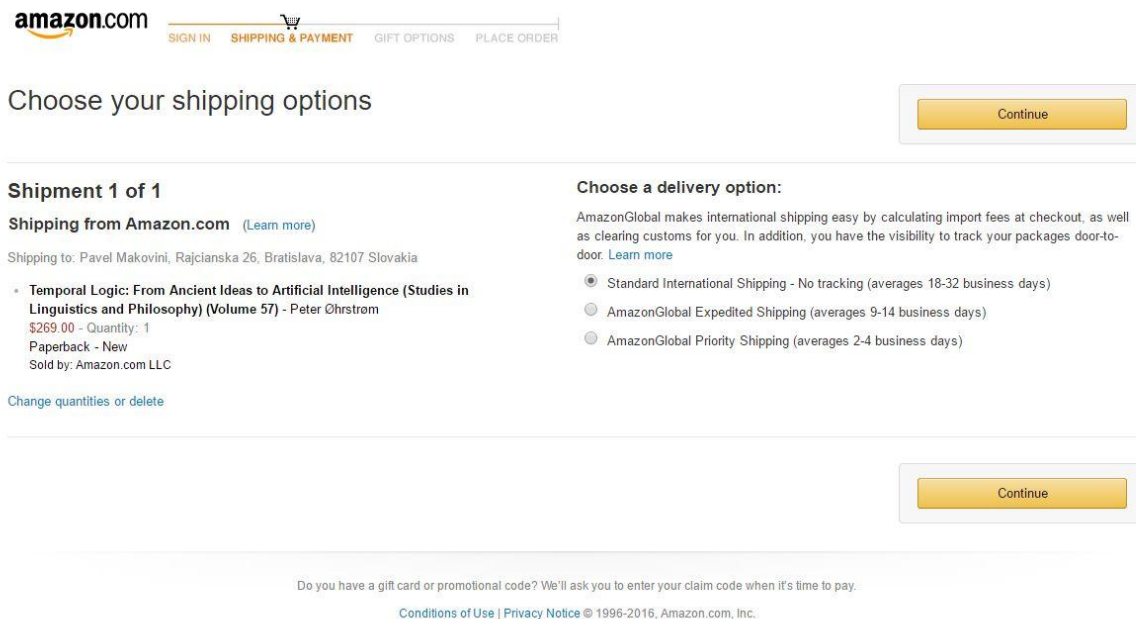 amazon.com
SIGN IN SHIPPING & PAYMENT GIFT OPTIONS PLACE ORDER
Choose your shipping options
Continue
Shipment 1 of 1
Shipping from Amazon.com (Learn more)
Shipping to: Pavel Makovini, Rajcianska 26, Bratislava, 82107 Slovakia
• Temporal Logic: From Ancient Ideas to Artificial Intelligence (Studies in
Linguistics and Philosophy) (Volume 57) - Peter Øhrstrøm
$269.00 - Quantity: 1
Paperback - New
Sold by: Amazon.com LLC
Change quantities or delete
Choose a delivery option:
AmazonGlobal makes international shipping easy by calculating import fees at checkout, as well
as clearing customs for you. In addition, you have the visibility to track your packages door-to-
door. Learn more
Standard International Shipping - No tracking (averages 18-32 business days)
AmazonGlobal Expedited Shipping (averages 9-14 business days)
AmazonGlobal Priority Shipping (averages 2-4 business days)
Continue
Do you have a gift card or promotional code? We'll ask you to enter your claim code when it's time to pay.
Conditions of Use | Privacy Notice © 1996-2016, Amazon.com, Inc.